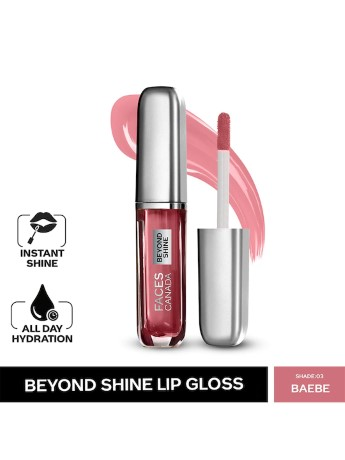 INSTANT
SHINE
ALL DAY
HYDRATION
BEYOND
SHINE
FACES
CANADA
BEYOND SHINE LIP GLOSS
SHADE:03
BAEBE